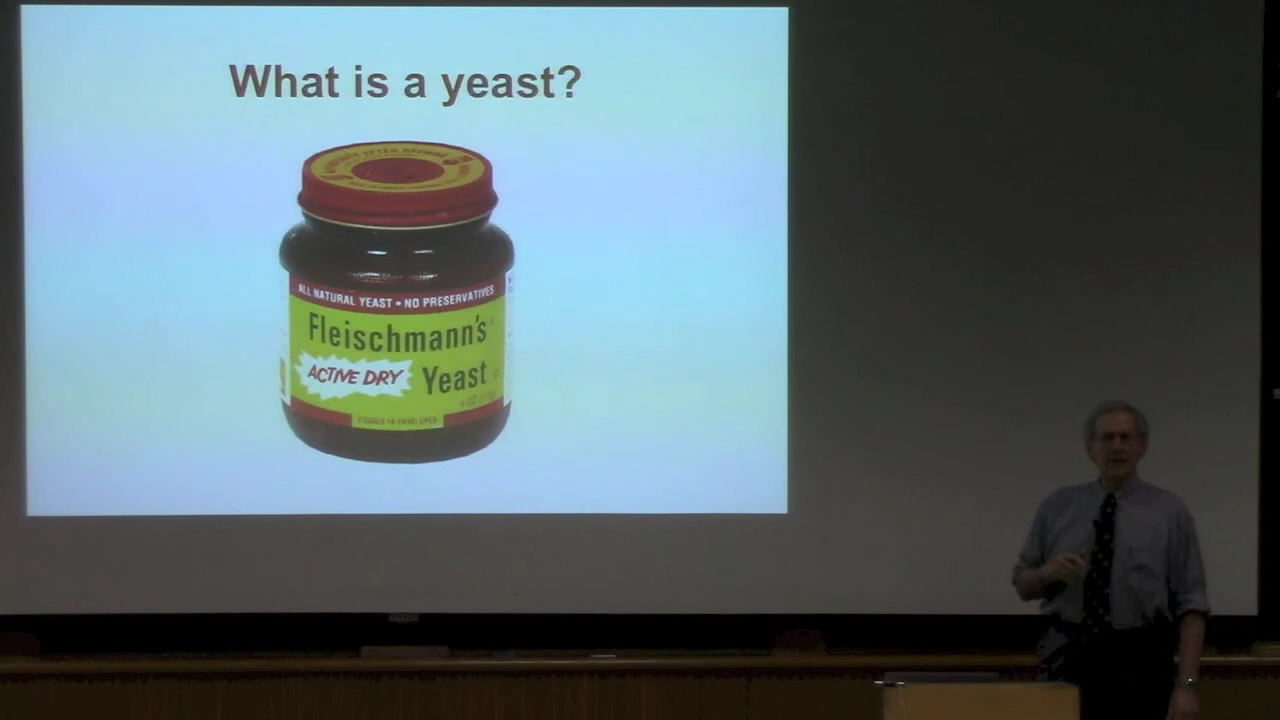 What is a yeast?
ALL NATURAL YEAST • NO PRESERVATIVES
Fleischmann's
ACTIVE DRY Yeast